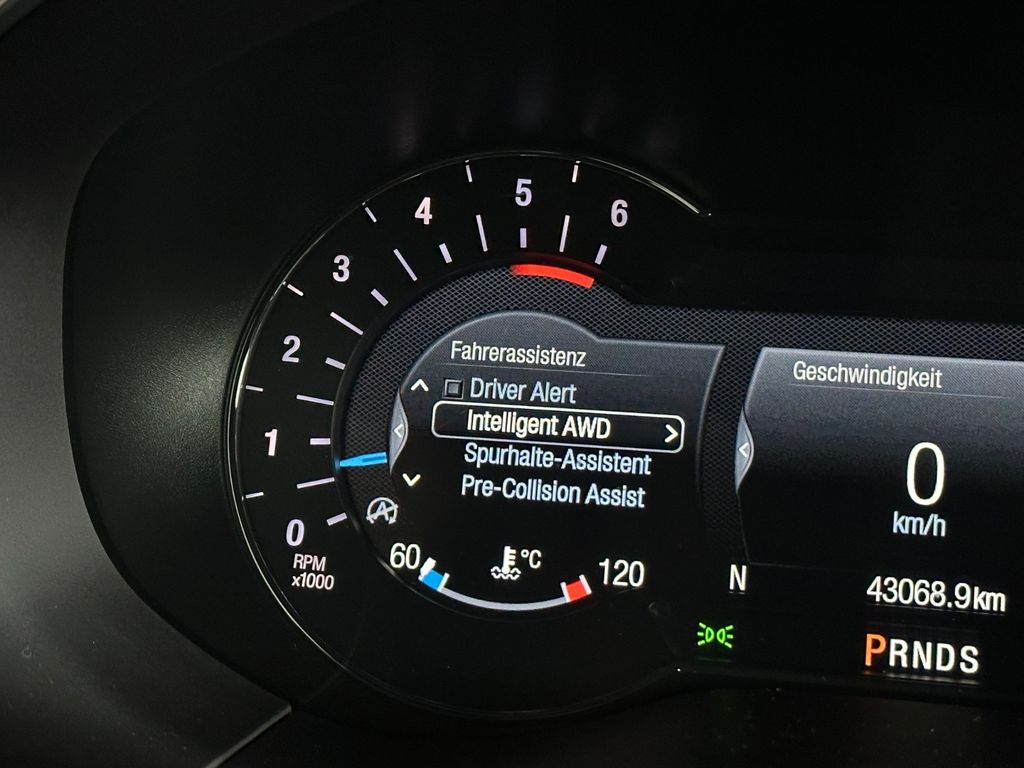 6
5
4
3
2
1
0
RPM
x1000
Fahrerassistenz
Driver Alert
Intelligent AWD
Spurhalte-Assistent
Pre-Collision Assist
60
°C
120
Geschwindigkeit
0
km/h
N
43068.9km
PRNDS